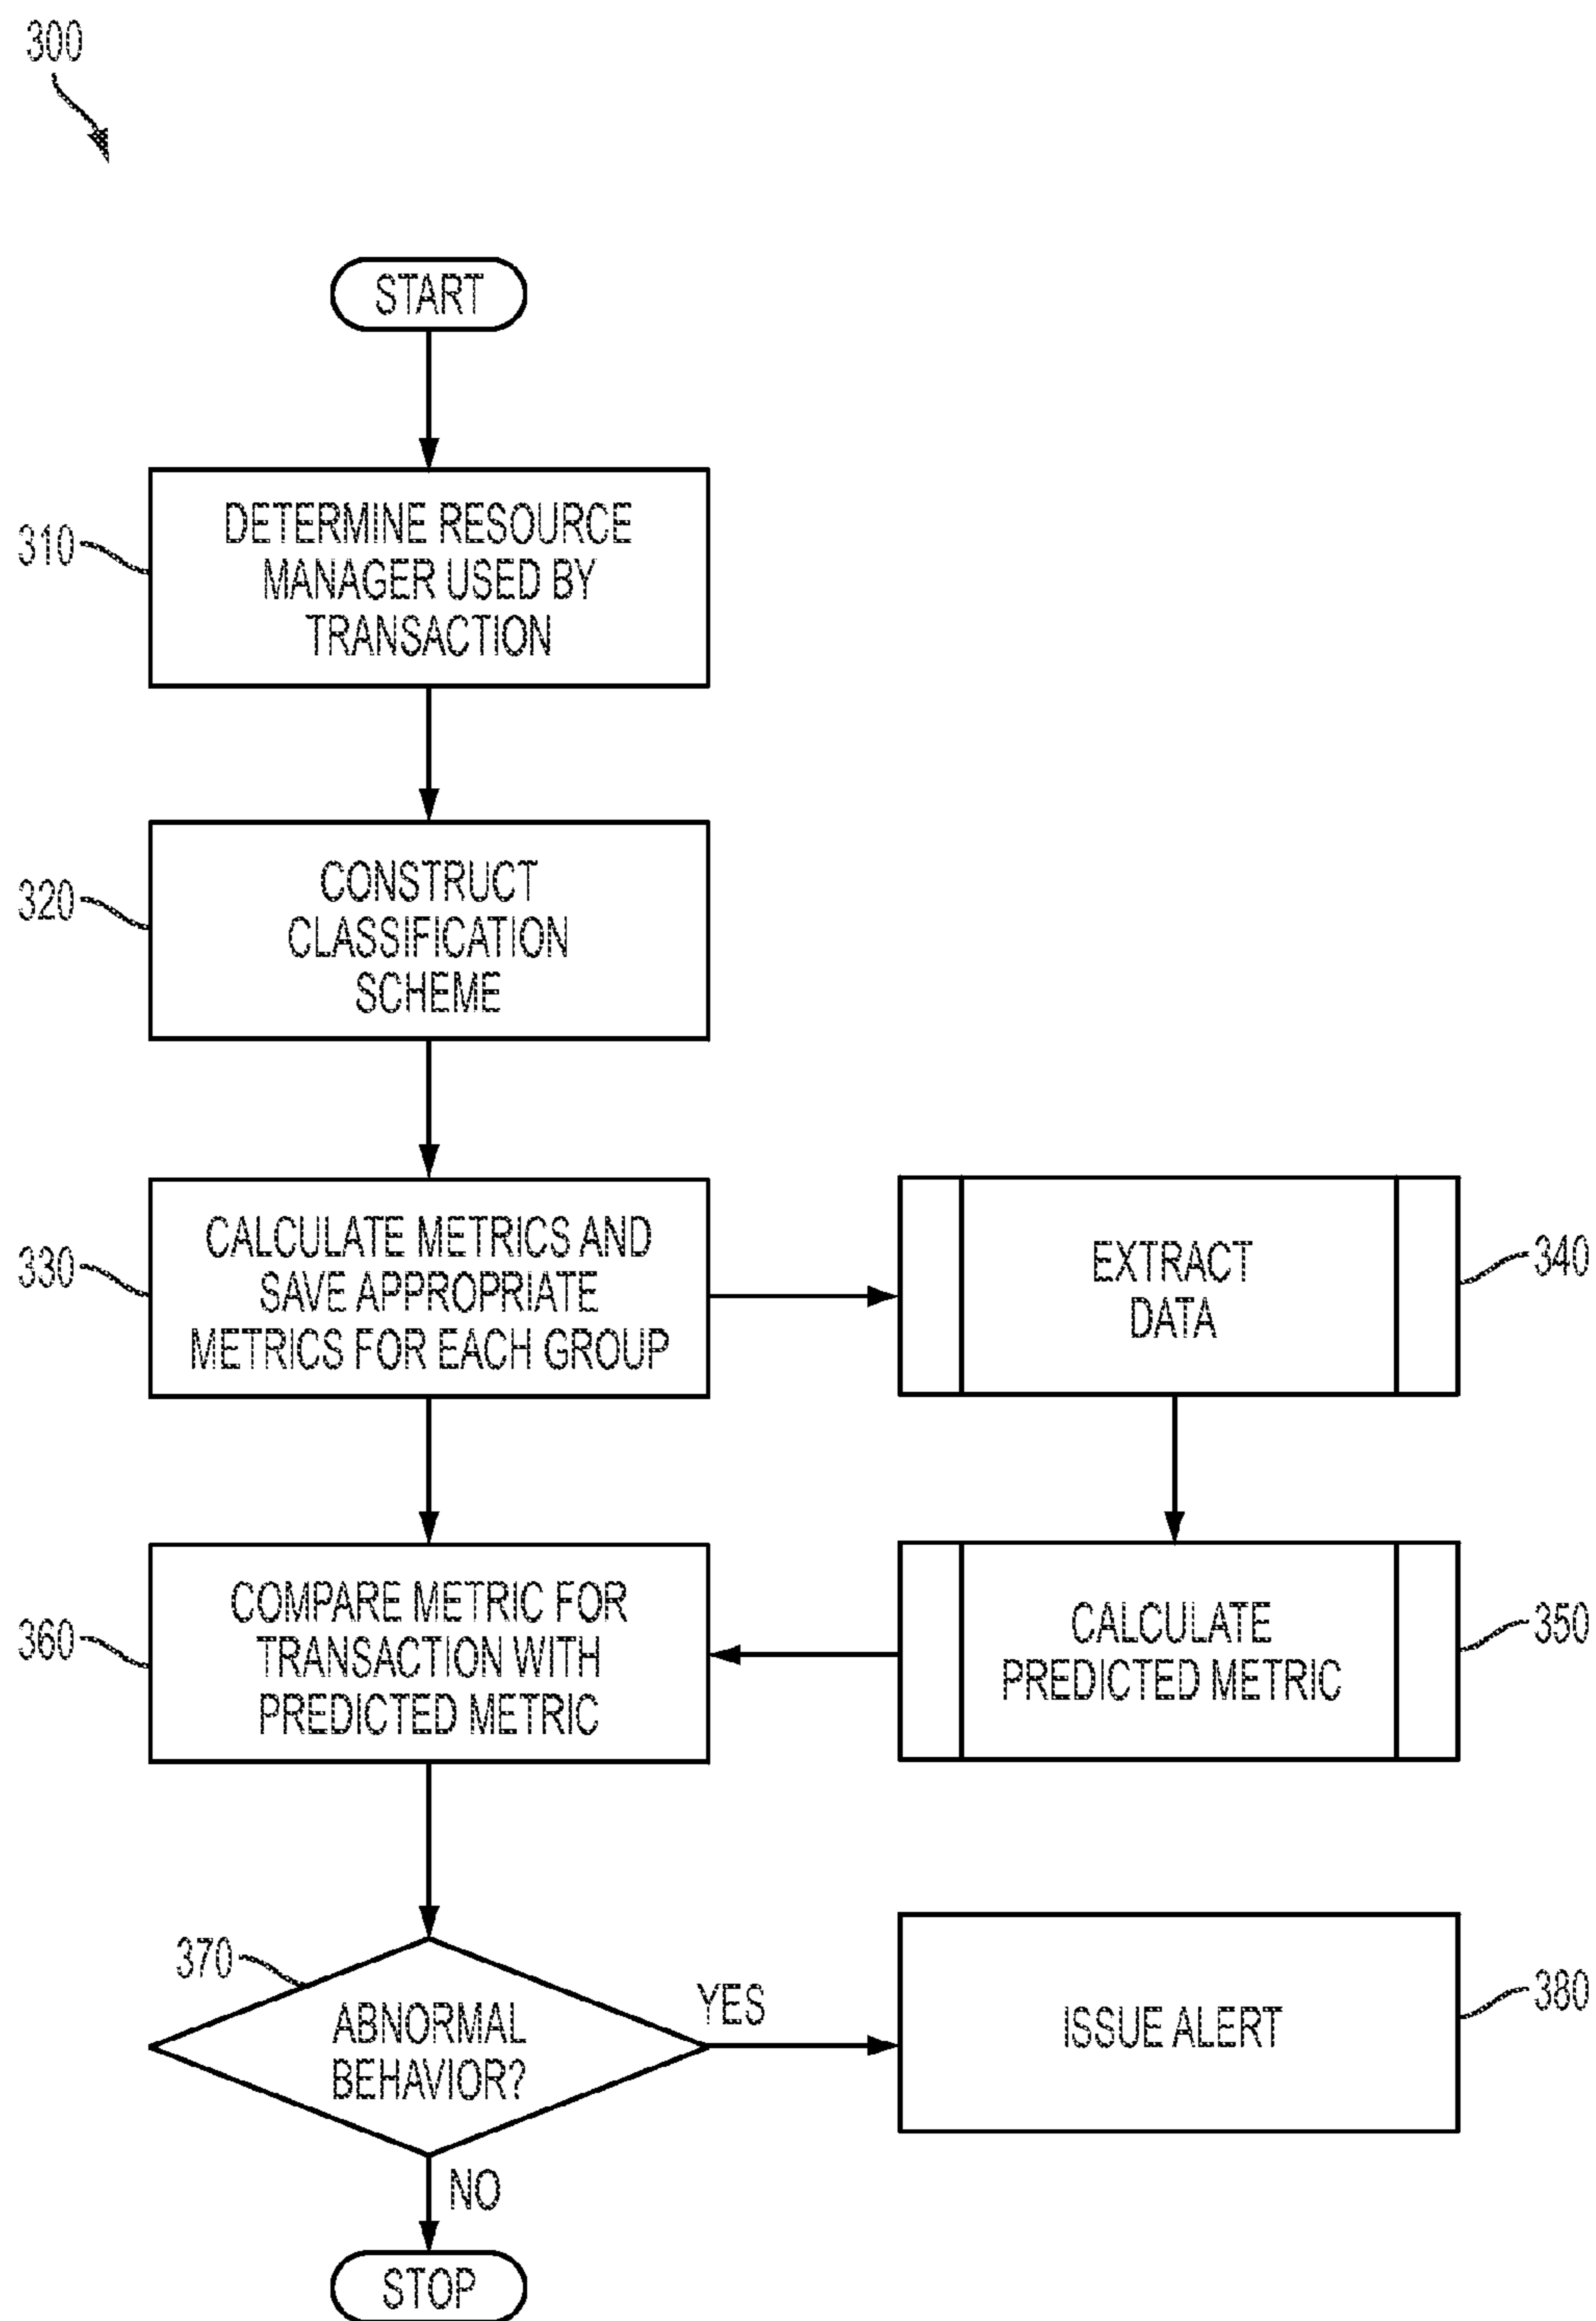 300
START
310
DETERMINE RESOURCE
MANAGER USED BY
TRANSACTION
320
CONSTRUCT
CLASSIFICATION
SCHEME
330
CALCULATE METRICS AND
SAVE APPROPRIATE
METRICS FOR EACH GROUP
EXTRACT
DATA
340
360
COMPARE METRIC FOR
TRANSACTION WITH
PREDICTED METRIC
CALCULATE
PREDICTED METRIC
350
370
ABNORMAL
BEHAVIOR?
YES
ISSUE ALERT
380
NO
STOP